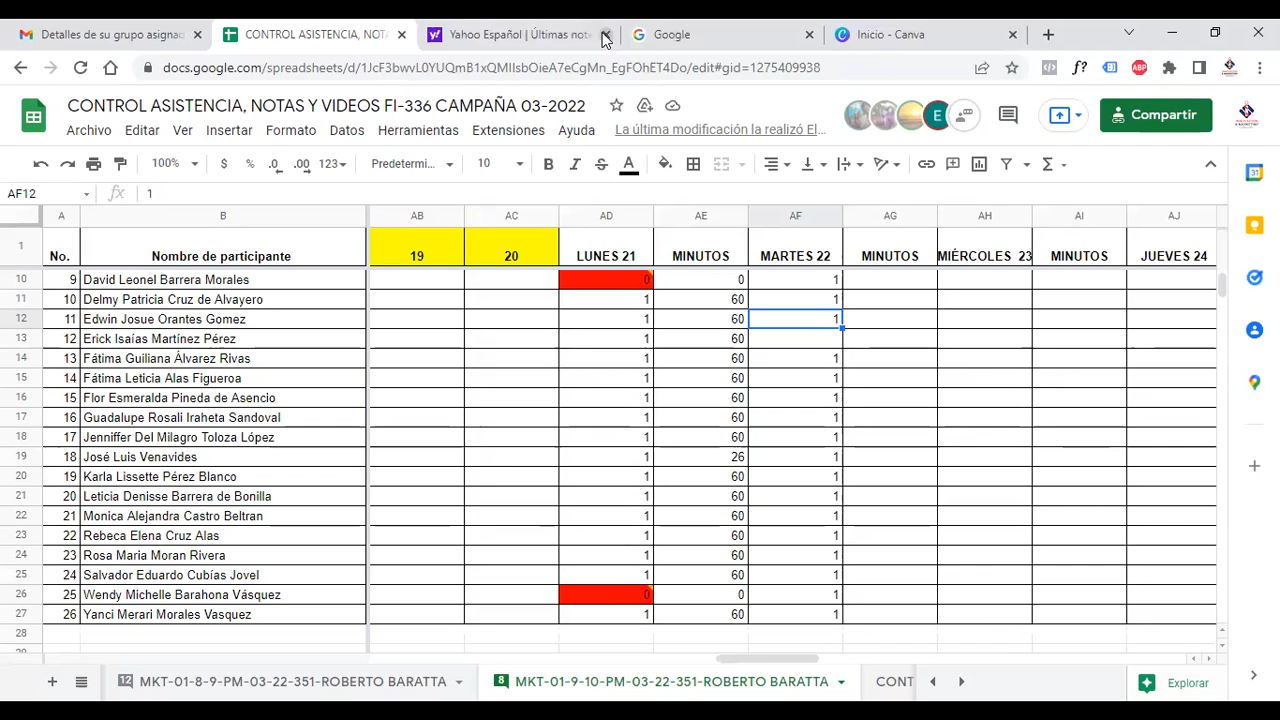 Detalles de su grupo asignac
CONTROL ASISTENCIA, NOTA
Yahoo Español | Últimas note
Google
Inicio - Canva
docs.google.com/spreadsheets/d/1JcF3bwvL0YUQmB1xQMIlsbOieA7eCgMn_EgFOhET4Do/edit#gid=1275409938
CONTROL ASISTENCIA, NOTAS Y VIDEOS FI-336 CAMPAÑA 03-2022
E
Compartir
Archivo Editar Ver Insertar Formato Datos Herramientas Extensiones Ayuda La última modificación la realizó El…
100% $ % .0 .00 123 Predetermi... 10 B I S A
AF12 fx 1
A B AB AC AD AE AF AG AH AI AJ
1 No. Nombre de participante 19 20 LUNES 21 MINUTOS MARTES 22 MINUTOS MIÉRCOLES 23 MINUTOS JUEVES 24
10 9 David Leonel Barrera Morales 0 0 1
11 10 Delmy Patricia Cruz de Alvayero 1 60 1
12 11 Edwin Josue Orantes Gomez 1 60 1
13 12 Erick Isaías Martínez Pérez 1 60
14 13 Fátima Guiliana Álvarez Rivas 1 60 1
15 14 Fátima Leticia Alas Figueroa 1 60 1
16 15 Flor Esmeralda Pineda de Asencio 1 60 1
17 16 Guadalupe Rosali Iraheta Sandoval 1 60 1
18 17 Jenniffer Del Milagro Toloza López 1 60 1
19 18 José Luis Venavides 1 26 1
20 19 Karla Lissette Pérez Blanco 1 60 1
21 20 Leticia Denisse Barrera de Bonilla 1 60 1
22 21 Monica Alejandra Castro Beltran 1 60 1
23 22 Rebeca Elena Cruz Alas 1 60 1
24 23 Rosa Maria Moran Rivera 1 60 1
25 24 Salvador Eduardo Cubías Jovel 1 60 1
26 25 Wendy Michelle Barahona Vásquez 0 0 1
27 26 Yanci Merari Morales Vasquez 1 60 1
28
12 MKT-01-8-9-PM-03-22-351-ROBERTO BARATTA
8 MKT-01-9-10-PM-03-22-351-ROBERTO BARATTA
CONT
Explorar